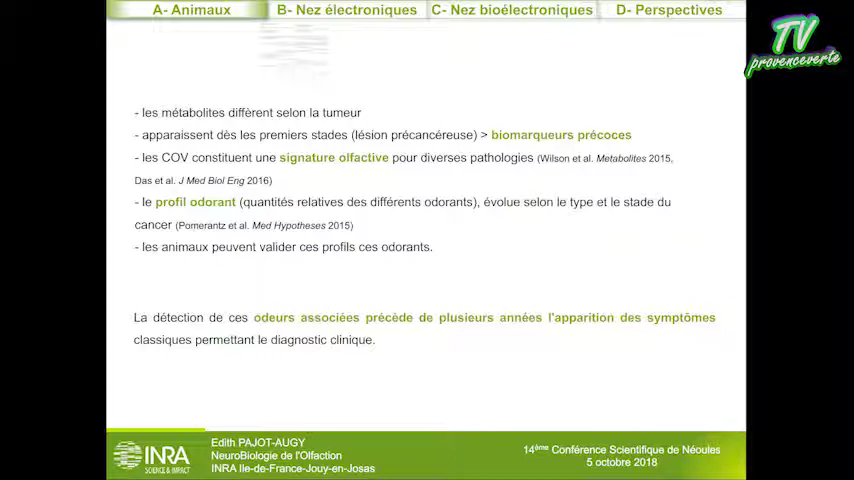 A- Animaux
B- Nez électroniques
C- Nez bioélectroniques
D- Perspectives
TV
provenceverte
- les métabolites diffèrent selon la tumeur
- apparaissent dès les premiers stades (lésion précancéreuse) > biomarqueurs précoces
- les COV constituent une signature olfactive pour diverses pathologies (Wilson et al. Metabolites 2015,
Das et al. J Med Biol Eng 2016)
- le profil odorant (quantités relatives des différents odorants), évolue selon le type et le stade du
cancer (Pomerantz et al. Med Hypotheses 2015)
- les animaux peuvent valider ces profils ces odorants.
La détection de ces odeurs associées précède de plusieurs années l'apparition des symptômes
classiques permettant le diagnostic clinique.
INRA
SCIENCE & IMPACT
Edith PAJOT-AUGY
NeuroBiologie de l'Olfaction
INRA Ile-de-France-Jouy-en-Josas
14ème Conférence Scientifique de Néoules
5 octobre 2018